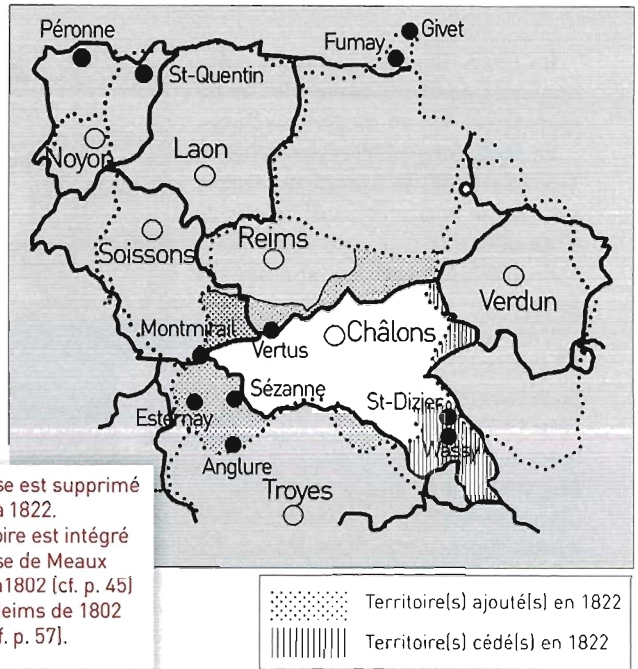 Péronne
Givet
Fumay
St-Quentin
Noyon
Laon
Soissons
Reims
Verdun
Montmirail
Châlons
Vertus
Sézanne
St-Dizier
Esternay
Wassy
Anglure
Troyes
se est supprimé
a 1822.
oire est intégré
se de Meaux
à1802 (cf. p. 45)
Reims de 1802
f. p. 57).
Territoire(s) ajouté(s) en 1822
Territoire(s) cédé(s) en 1822